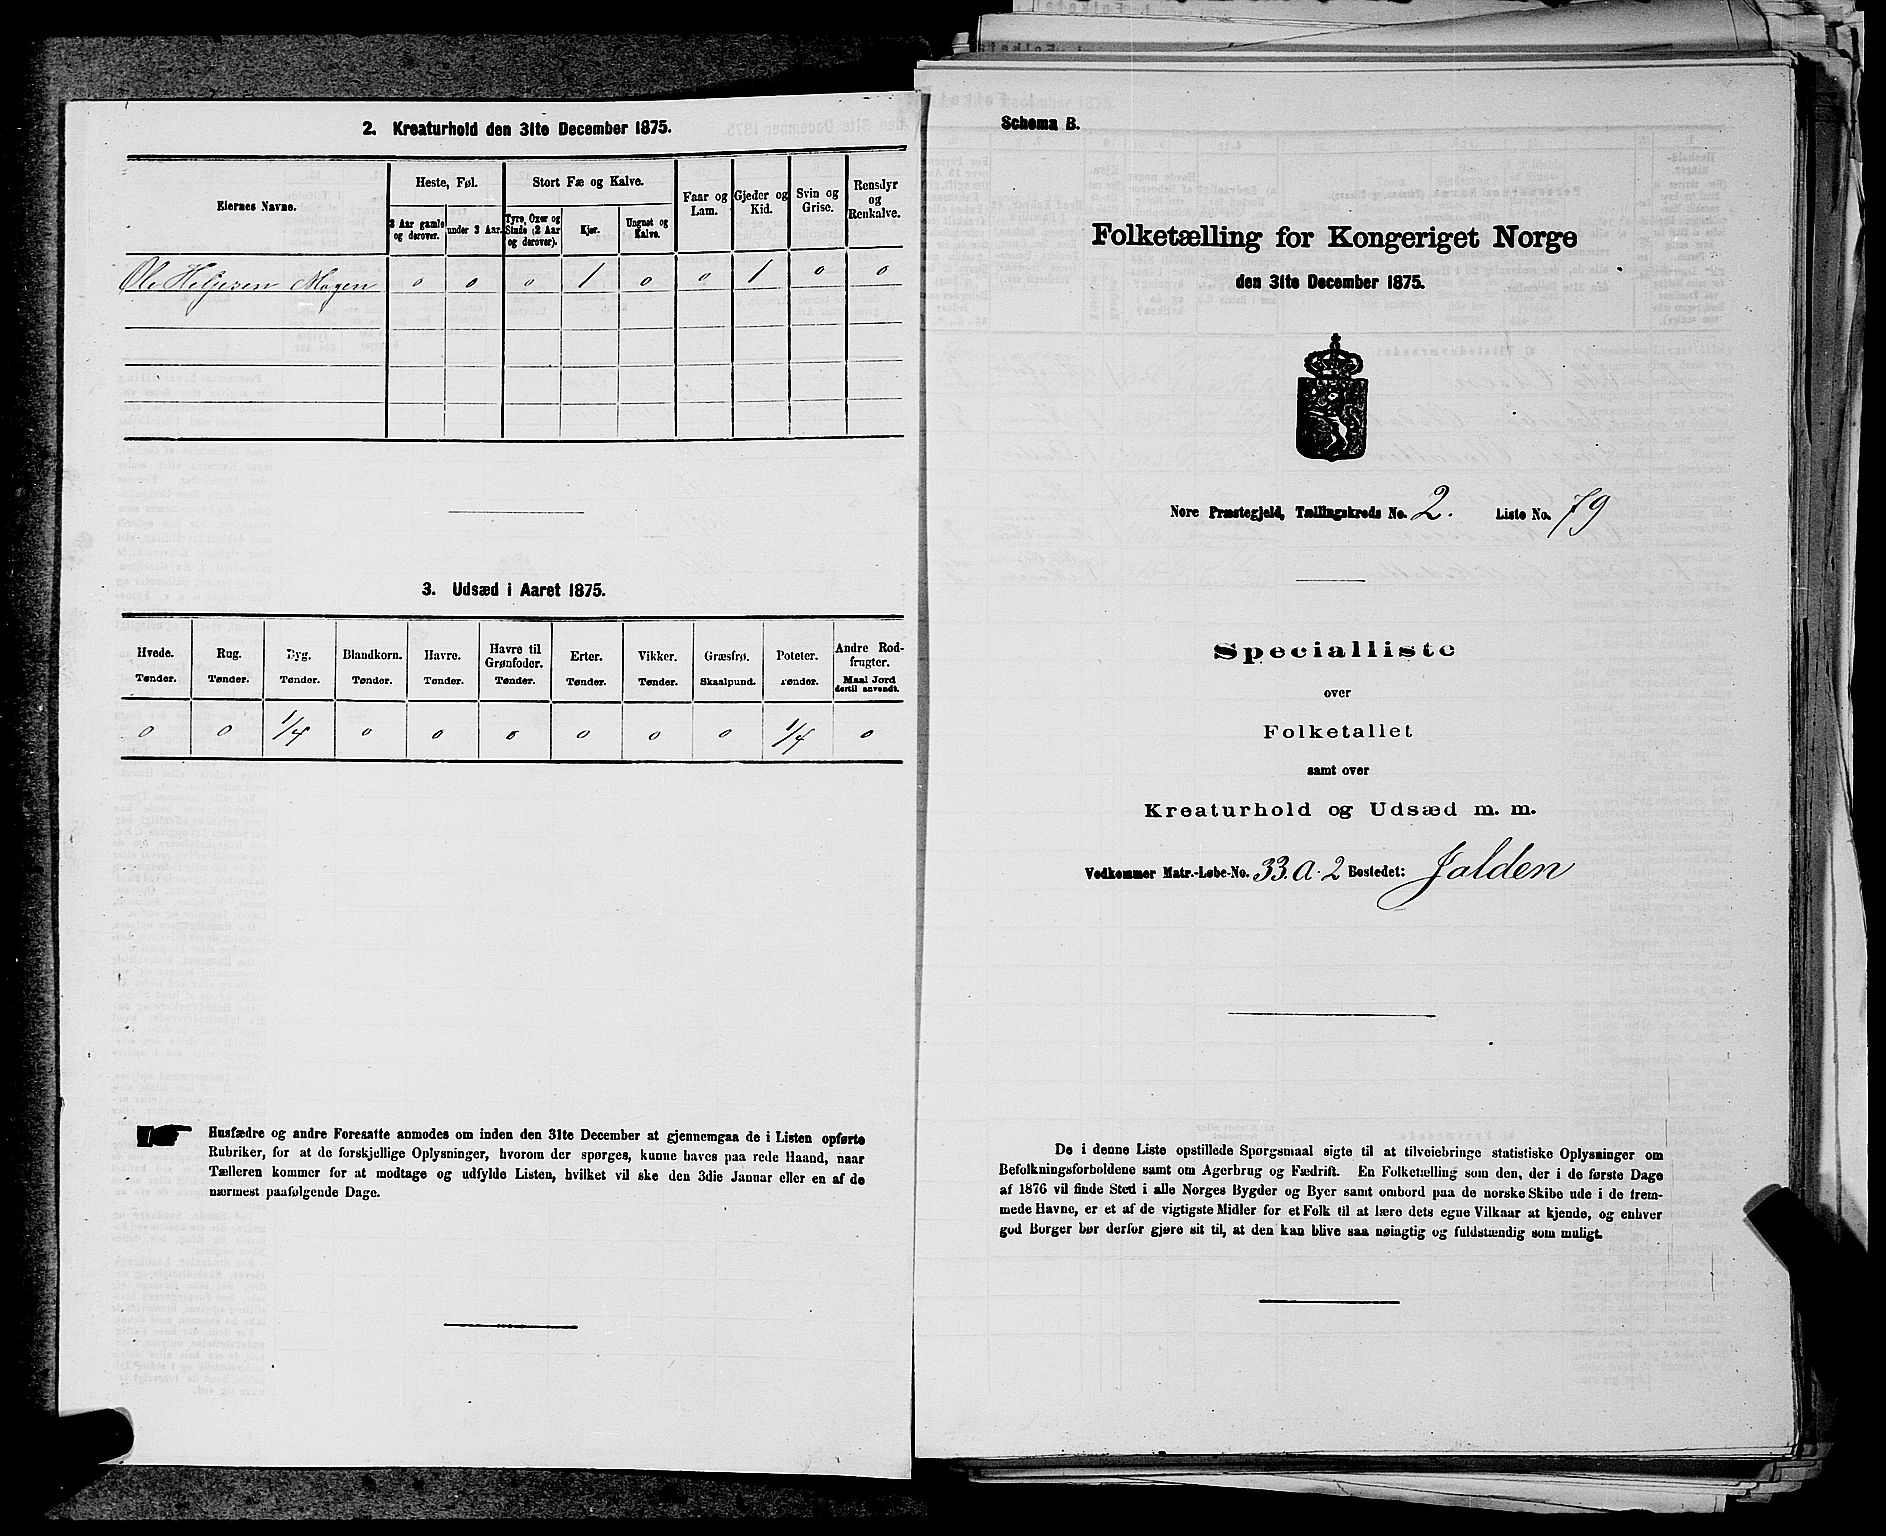 2. Kreaturhold den 31te December 1875.
Eiernes Navne.
Heste, Føl.
Stort Fæ og Kalve.
Faar og Lam.
Gjeder og Kid.
Svin og Grise.
Rensdyr og Renkalve.
3 Aar gamle og derover.
under 3 Aar.
Tyre, Oxer og Stude (2 Aar og derover).
Kjør.
Ungnøt og Kalve.
Ole Heljesen Mogen 0 0 0 1 0 0 1 0 0
3. Udsæd i Aaret 1875.
Hvede. Rug. Byg. Blandkorn. Havre. Havre til Grønfoder. Erter. Vikker. Græsfrø. Poteter. Andre Rodfrugter.
Tønder. Tønder. Tønder. Tønder. Tønder. Tønder. Tønder. Tønder. Skaalpund. Tønder. Maal Jord dertil anvendt.
0 0 1/4 0 0 0 0 0 0 1/4 0
Husfædre og andre Foresatte anmodes om inden den 31te December at gjennemgaa de i Listen opførte
Rubriker, for at de forskjellige Oplysninger, hvorom der spørges, kunne haves paa rede Haand, naar
Tælleren kommer for at modtage og udfylde Listen, hvilket vil ske den 3die Januar eller en af de
nærmest paafølgende Dage.
Schema B.
Folketælling for Kongeriget Norge
den 31te December 1875.
Nore Præstegjeld, Tællingskreds No. 2. Liste No. 79
Specialliste
over
Folketallet
samt over
Kreaturhold og Udsæd m. m.
Vedkommer Matr.-Løbe-No. 33.a.2 Bostedet: Jalden
De i denne Liste opstillede Spørgsmaal sigte til at tilveiebringe statistiske Oplysninger om
Befolkningsforholdene samt om Agerbrug og Fædrift. En Folketælling som den, der i de første Dage
af 1876 vil finde Sted i alle Norges Bygder og Byer samt ombord paa de norske Skibe ude i de frem-
mede Havne, er et af de vigtigste Midler for et Folk til at lære dets egne Vilkaar at kjende, og enhver
god Borger bør derfor gjøre sit til, at den kan blive saa nøiagtig og fuldstændig som muligt.